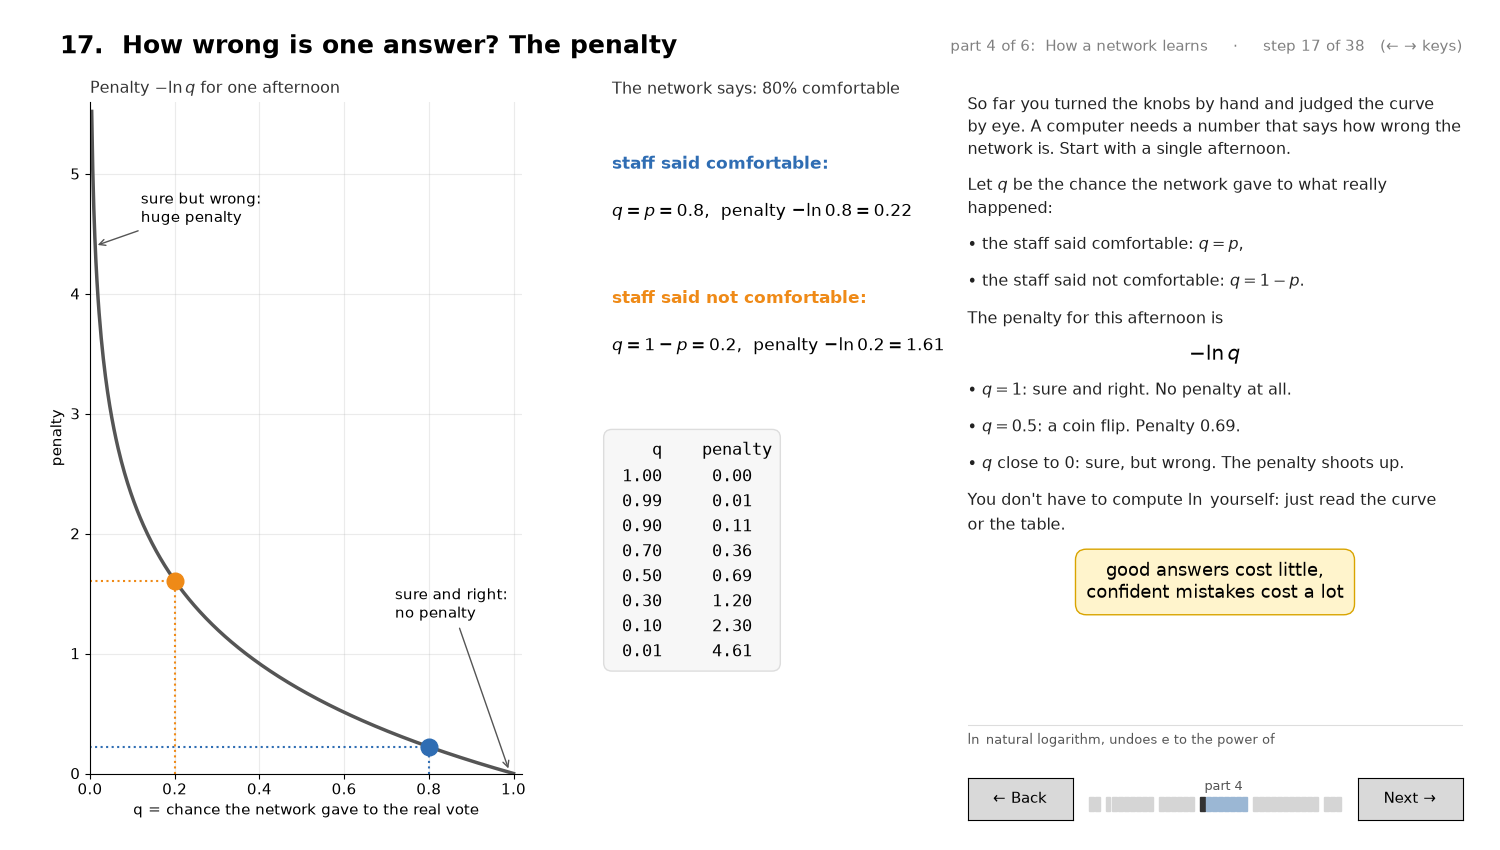 17.  How wrong is one answer? The penalty
part 4 of 6:  How a network learns   ·   step 17 of 38   (← → keys)
Penalty −ln q for one afternoon
5
4
3
2
1
0
penalty
sure but wrong:
huge penalty
sure and right:
no penalty
0.0 0.2 0.4 0.6 0.8 1.0
q = chance the network gave to the real vote
The network says: 80% comfortable
staff said comfortable:
q = p = 0.8,  penalty −ln 0.8 = 0.22
staff said not comfortable:
q = 1 − p = 0.2,  penalty −ln 0.2 = 1.61
q penalty
1.00 0.00
0.99 0.01
0.90 0.11
0.70 0.36
0.50 0.69
0.30 1.20
0.10 2.30
0.01 4.61
So far you turned the knobs by hand and judged the curve
by eye. A computer needs a number that says how wrong the
network is. Start with a single afternoon.
Let q be the chance the network gave to what really
happened:
• the staff said comfortable: q = p,
• the staff said not comfortable: q = 1 − p.
The penalty for this afternoon is
−ln q
• q = 1: sure and right. No penalty at all.
• q = 0.5: a coin flip. Penalty 0.69.
• q close to 0: sure, but wrong. The penalty shoots up.
You don't have to compute ln yourself: just read the curve
or the table.
good answers cost little,
confident mistakes cost a lot
ln natural logarithm, undoes e to the power of
← Back
part 4
Next →